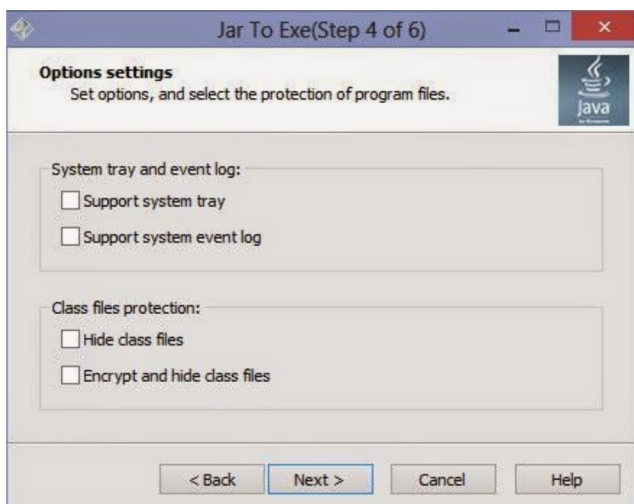 Jar To Exe(Step 4 of 6)
Options settings
Set options, and select the protection of program files.
Java
System tray and event log:
Support system tray
Support system event log
Class files protection:
Hide class files
Encrypt and hide class files
< Back
Next >
Cancel
Help